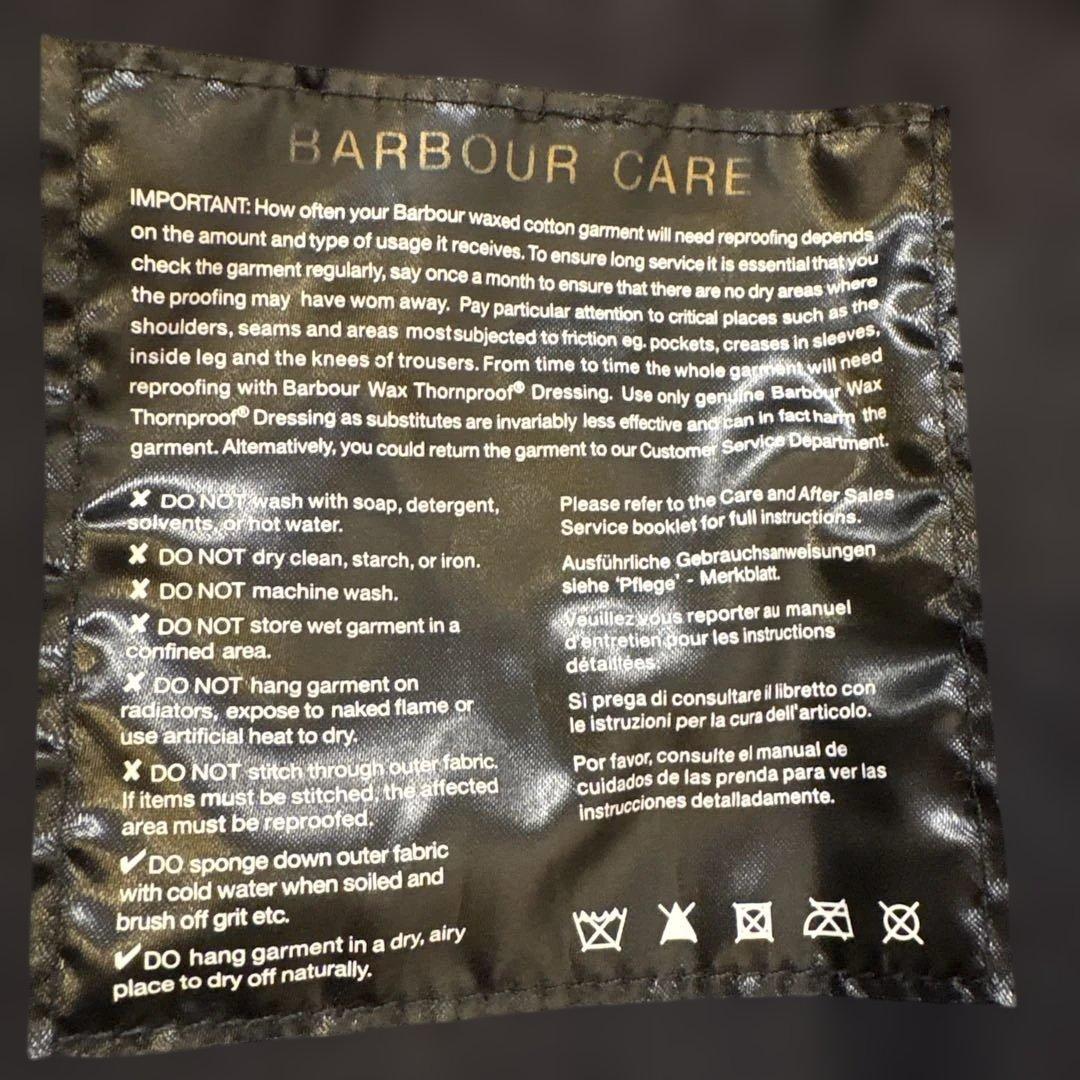 BARBOUR CARE
IMPORTANT: How often your Barbour waxed cotton garment will need reproofing depends
on the amount and type of usage it receives. To ensure long service it is essential that you
check the garment regularly, say once a month to ensure that there are no dry areas where
the proofing may have worn away. Pay particular attention to critical places such as the
shoulders, seams and areas most subjected to friction eg. pockets, creases in sleeves,
inside leg and the knees of trousers. From time to time the whole garment will need
reproofing with Barbour Wax Thornproof® Dressing. Use only genuine Barbour Wax
Thornproof® Dressing as substitutes are invariably less effective and can in fact harm the
garment. Alternatively, you could return the garment to our Customer Service Department.
✘ DO NOT wash with soap, detergent,
solvents, or hot water.
✘ DO NOT dry clean, starch, or iron.
✘ DO NOT machine wash.
✘ DO NOT store wet garment in a
confined area.
✘ DO NOT hang garment on
radiators, expose to naked flame or
use artificial heat to dry.
✘ DO NOT stitch through outer fabric.
If items must be stitched, the affected
area must be reproofed.
✔ DO sponge down outer fabric
with cold water when soiled and
brush off grit etc.
✔ DO hang garment in a dry, airy
place to dry off naturally.
Please refer to the Care and After Sales
Service booklet for full instructions.
Ausführliche Gebrauchsanweisungen
siehe 'Pflege' - Merkblatt.
Veuillez vous reporter au manuel
d'entretien pour les instructions
détaillées.
Si prega di consultare il libretto con
le istruzioni per la cura dell'articolo.
Por favor, consulte el manual de
cuidados de las prenda para ver las
instrucciones detalladamente.